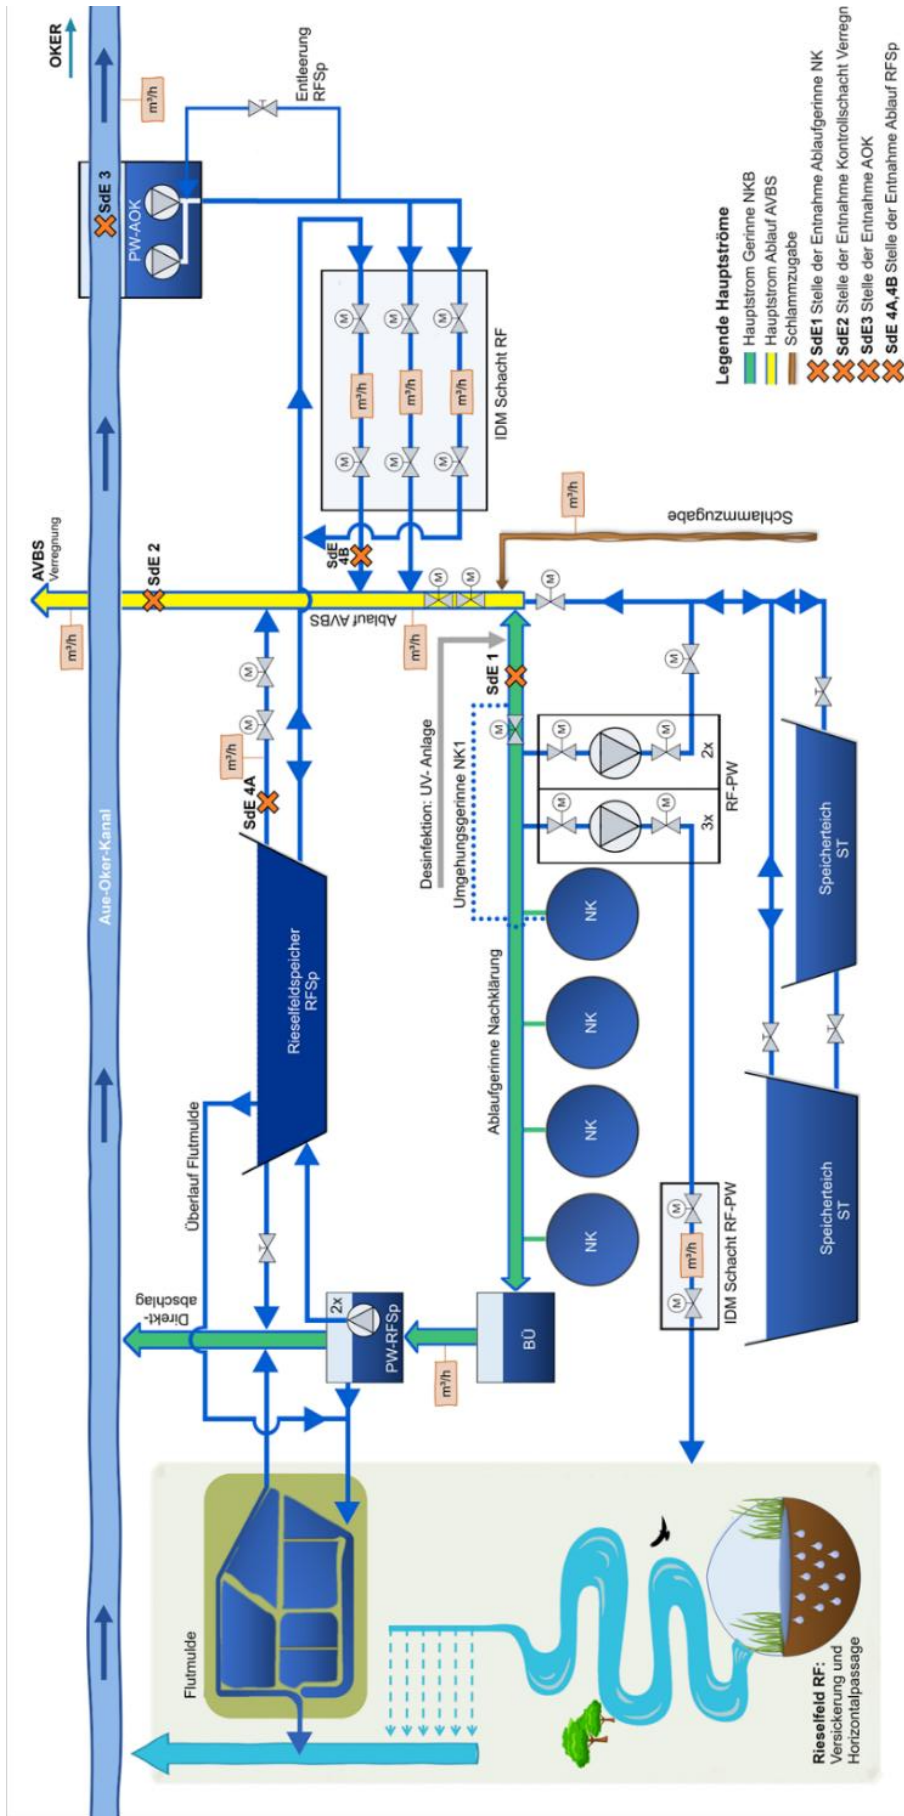 OKER
AVBS
Verregnung
m³/h
Aue-Oker-Kanal
SdE 3
m³/h
PW-AOK
SdE 2
Direkt-
abschlag
Überlauf Flutmulde
Flutmulde
m³/h
SdE 4A
M
M
Entleerung
RFSp
Rieselfeldspeicher
RFSp
2x
PW-RFSp
Ablauf AVBS
SdE
4B
M
m³/h
M
M
m³/h
M
M
m³/h
M
IDM Schacht RF
m³/h
m³/h
M
M
Desinfektion: UV- Anlage
Umgehungsgerinne NK1
SdE 1
M
Ablaufgerinne Nachklärung
BÜ
NK
NK
NK
NK
M
M
3x
M
M
2x
RF-PW
M
M
Schlammzugabe
m³/h
M
m³/h
M
IDM Schacht RF-PW
Speicherteich
ST
Speicherteich
ST
Rieselfeld RF:
Versickerung und
Horizontalpassage
Legende Hauptströme
Hauptstrom Gerinne NKB
Hauptstrom Ablauf AVBS
Schlammzugabe
SdE1 Stelle der Entnahme Ablaufgerinne NK
SdE2 Stelle der Entnahme Kontrollschacht Verregn
SdE3 Stelle der Entnahme AOK
SdE 4A,4B Stelle der Entnahme Ablauf RFSp